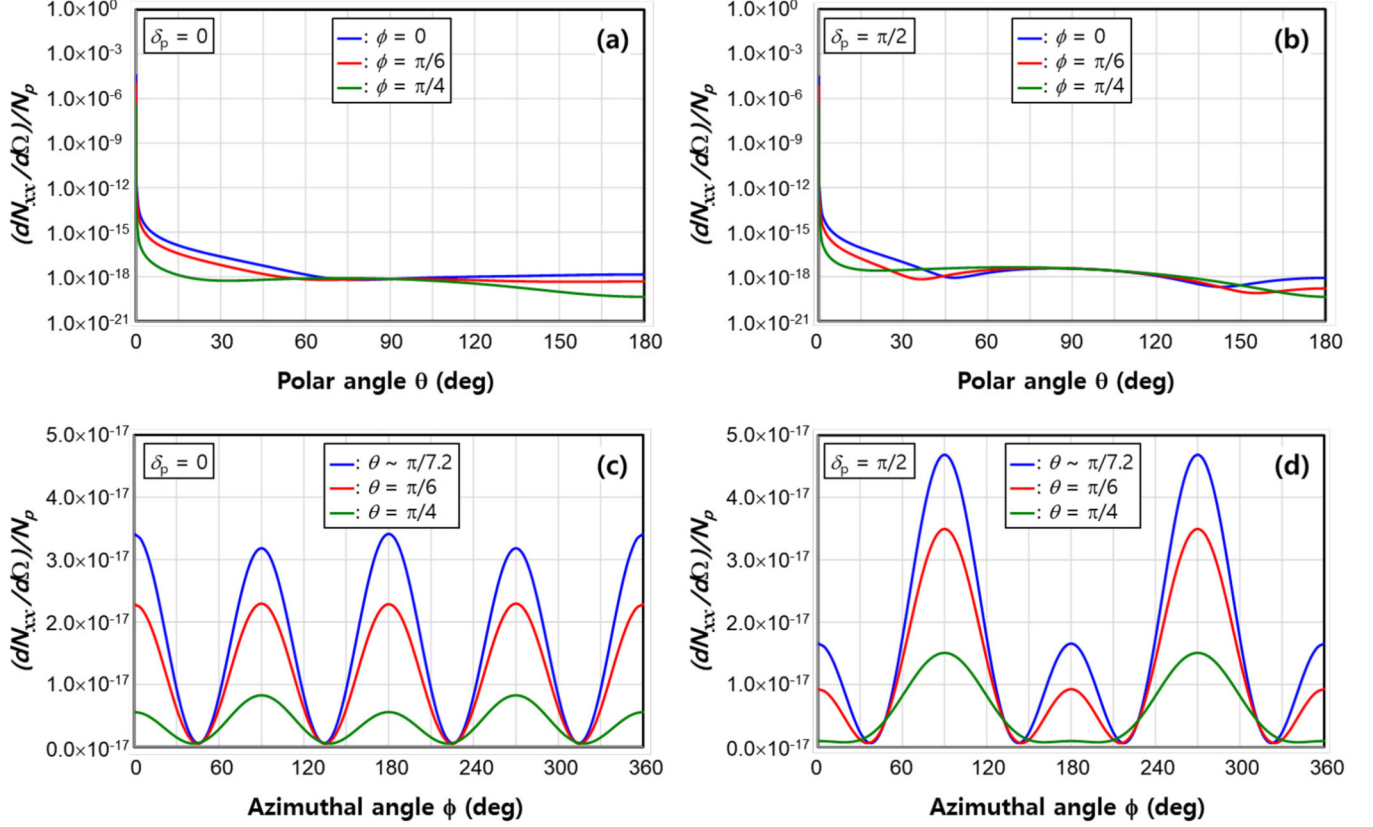 1.0×10⁰
1.0×10⁻³
1.0×10⁻⁶
1.0×10⁻⁹
1.0×10⁻¹²
1.0×10⁻¹⁵
1.0×10⁻¹⁸
1.0×10⁻²¹
(dNₓₓ/dΩ)/Nₚ
δₚ = 0
: ϕ = 0
: ϕ = π/6
: ϕ = π/4
(a)
0 30 60 90 120 150 180
Polar angle θ (deg)
1.0×10⁰
1.0×10⁻³
1.0×10⁻⁶
1.0×10⁻⁹
1.0×10⁻¹²
1.0×10⁻¹⁵
1.0×10⁻¹⁸
1.0×10⁻²¹
(dNₓₓ/dΩ)/Nₚ
δₚ = π/2
: ϕ = 0
: ϕ = π/6
: ϕ = π/4
(b)
0 30 60 90 120 150 180
Polar angle θ (deg)
5.0×10⁻¹⁷
4.0×10⁻¹⁷
3.0×10⁻¹⁷
2.0×10⁻¹⁷
1.0×10⁻¹⁷
0.0×10⁻¹⁷
(dNₓₓ/dΩ)/Nₚ
δₚ = 0
: θ ~ π/7.2
: θ = π/6
: θ = π/4
(c)
0 60 120 180 240 300 360
Azimuthal angle ϕ (deg)
5.0×10⁻¹⁷
4.0×10⁻¹⁷
3.0×10⁻¹⁷
2.0×10⁻¹⁷
1.0×10⁻¹⁷
0.0×10⁻¹⁷
(dNₓₓ/dΩ)/Nₚ
δₚ = π/2
: θ ~ π/7.2
: θ = π/6
: θ = π/4
(d)
0 60 120 180 240 300 360
Azimuthal angle ϕ (deg)